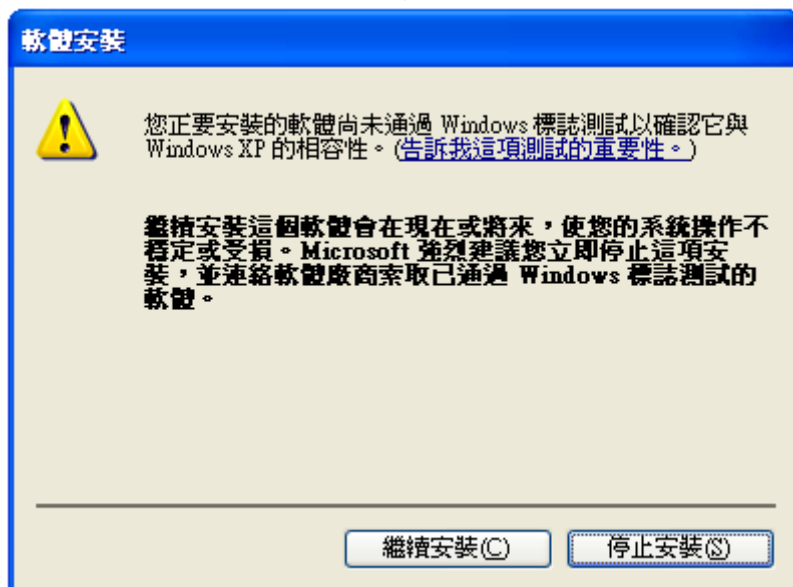 軟體安裝
您正要安裝的軟體尚未通過 Windows 標誌測試以確認它與
Windows XP 的相容性。(告訴我這項測試的重要性。)
繼續安裝這個軟體會在現在或將來，使您的系統操作不
穩定或受損。Microsoft 強烈建議您立即停止這項安
裝，並連絡軟體廠商索取已通過 Windows 標誌測試的
軟體。
繼續安裝(C)
停止安裝(S)